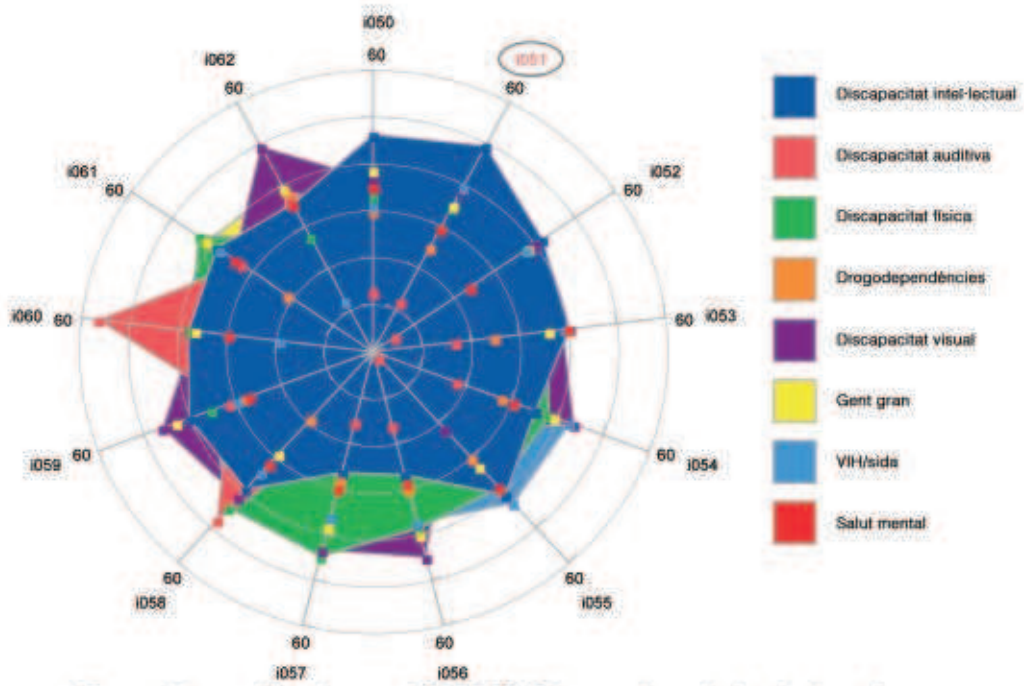 i050
60
i051
60
i052
60
i053
60
i054
60
i055
60
i056
60
i057
60
i058
60
i059
60
i060
60
i061
60
i062
60
Discapacitat intel·lectual
Discapacitat auditiva
Discapacitat física
Drogodependències
Discapacitat visual
Gent gran
VIH/sida
Salut mental